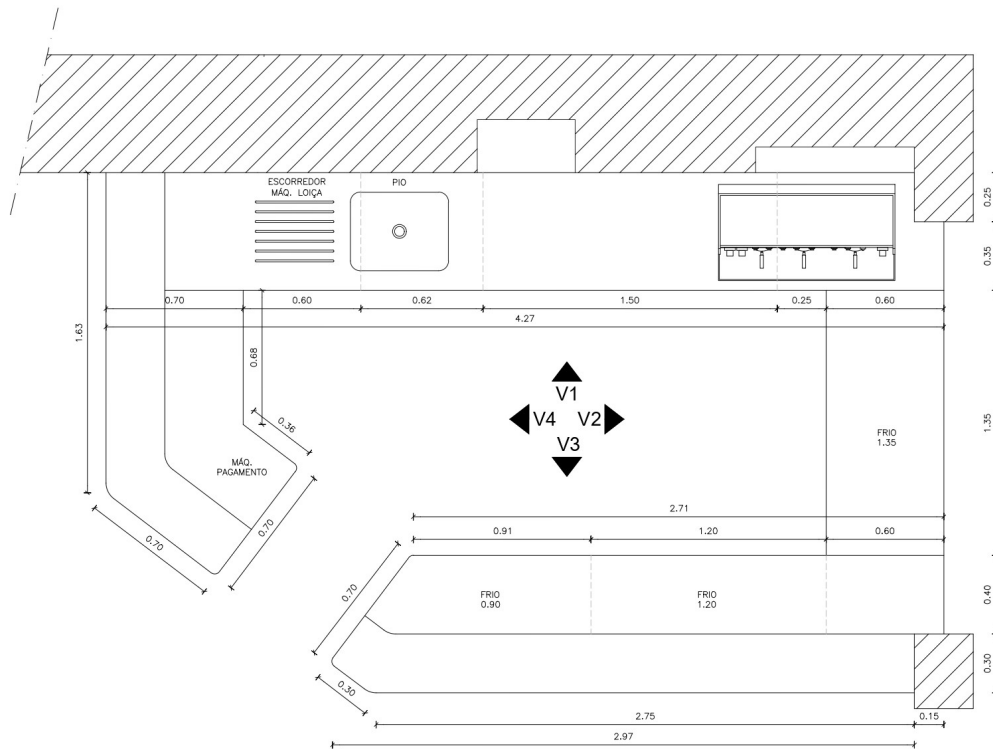 ESCORREDOR
MÁQ. LOIÇA
PIO
0.25
0.35
0.70
0.60
0.62
1.50
0.25
0.60
4.27
1.63
0.68
0.36
V1
V4
V2
V3
FRIO
1.35
1.35
MÁQ.
PAGAMENTO
0.70
0.70
2.71
0.91
1.20
0.60
0.70
FRIO
0.90
FRIO
1.20
0.40
0.30
0.30
2.75
0.15
2.97